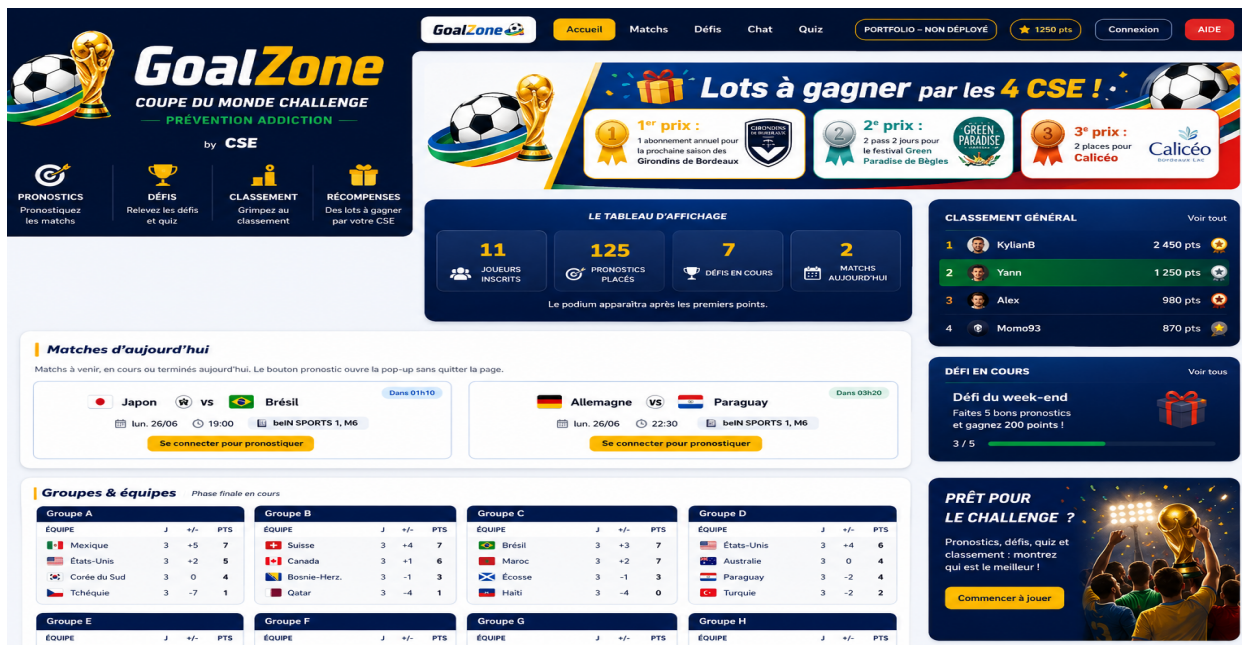 GoalZone
COUPE DU MONDE CHALLENGE
PRÉVENTION ADDICTION
by CSE
PRONOSTICS
Pronostiquez
les matchs
DÉFIS
Relevez les défis
et quiz
CLASSEMENT
Grimpez au
classement
RÉCOMPENSES
Des lots à gagner
par votre CSE
GoalZone
Accueil
Matchs
Défis
Chat
Quiz
PORTFOLIO – NON DÉPLOYÉ
1250 pts
Connexion
AIDE
Lots à gagner par les 4 CSE !
1
1er prix :
1 abonnement annuel pour
la prochaine saison des
Girondins de Bordeaux
GIRONDINS
DE BORDEAUX
2
2e prix :
2 pass 2 jours pour
le festival Green
Paradise de Bègles
GREEN
PARADISE
3
3e prix :
2 places pour
Calicéo
Calicéo
BORDEAUX LAC
LE TABLEAU D'AFFICHAGE
11
JOUEURS
INSCRITS
125
PRONOSTICS
PLACÉS
7
DÉFIS EN COURS
2
MATCHS
AUJOURD'HUI
Le podium apparaîtra après les premiers points.
CLASSEMENT GÉNÉRAL
Voir tout
1 KylianB 2 450 pts
2 Yann 1 250 pts
3 Alex 980 pts
4 Momo93 870 pts
Matches d'aujourd'hui
Matchs à venir, en cours ou terminés aujourd'hui. Le bouton pronostic ouvre la pop-up sans quitter la page.
Dans 01h10
Japon vs Brésil
lun. 26/06 19:00 beIN SPORTS 1, M6
Se connecter pour pronostiquer
Dans 03h20
Allemagne VS Paraguay
lun. 26/06 22:30 beIN SPORTS 1, M6
Se connecter pour pronostiquer
DÉFI EN COURS
Voir tous
Défi du week-end
Faites 5 bons pronostics
et gagnez 200 points !
3 / 5
Groupes & équipes Phase finale en cours
Groupe A
ÉQUIPE J +/- PTS
Mexique 3 +5 7
États-Unis 3 +2 5
Corée du Sud 3 0 4
Tchéquie 3 -7 1
Groupe B
ÉQUIPE J +/- PTS
Suisse 3 +4 7
Canada 3 +1 6
Bosnie-Herz. 3 -1 3
Qatar 3 -4 1
Groupe C
ÉQUIPE J +/- PTS
Brésil 3 +3 7
Maroc 3 +2 7
Écosse 3 -1 3
Haïti 3 -4 0
Groupe D
ÉQUIPE J +/- PTS
États-Unis 3 +4 6
Australie 3 0 4
Paraguay 3 -2 4
Turquie 3 -2 2
Groupe E
ÉQUIPE J +/- PTS
Groupe F
ÉQUIPE J +/- PTS
Groupe G
ÉQUIPE J +/- PTS
Groupe H
ÉQUIPE J +/- PTS
PRÊT POUR
LE CHALLENGE ?
Pronostics, défis, quiz et
classement : montrez
qui est le meilleur !
Commencer à jouer